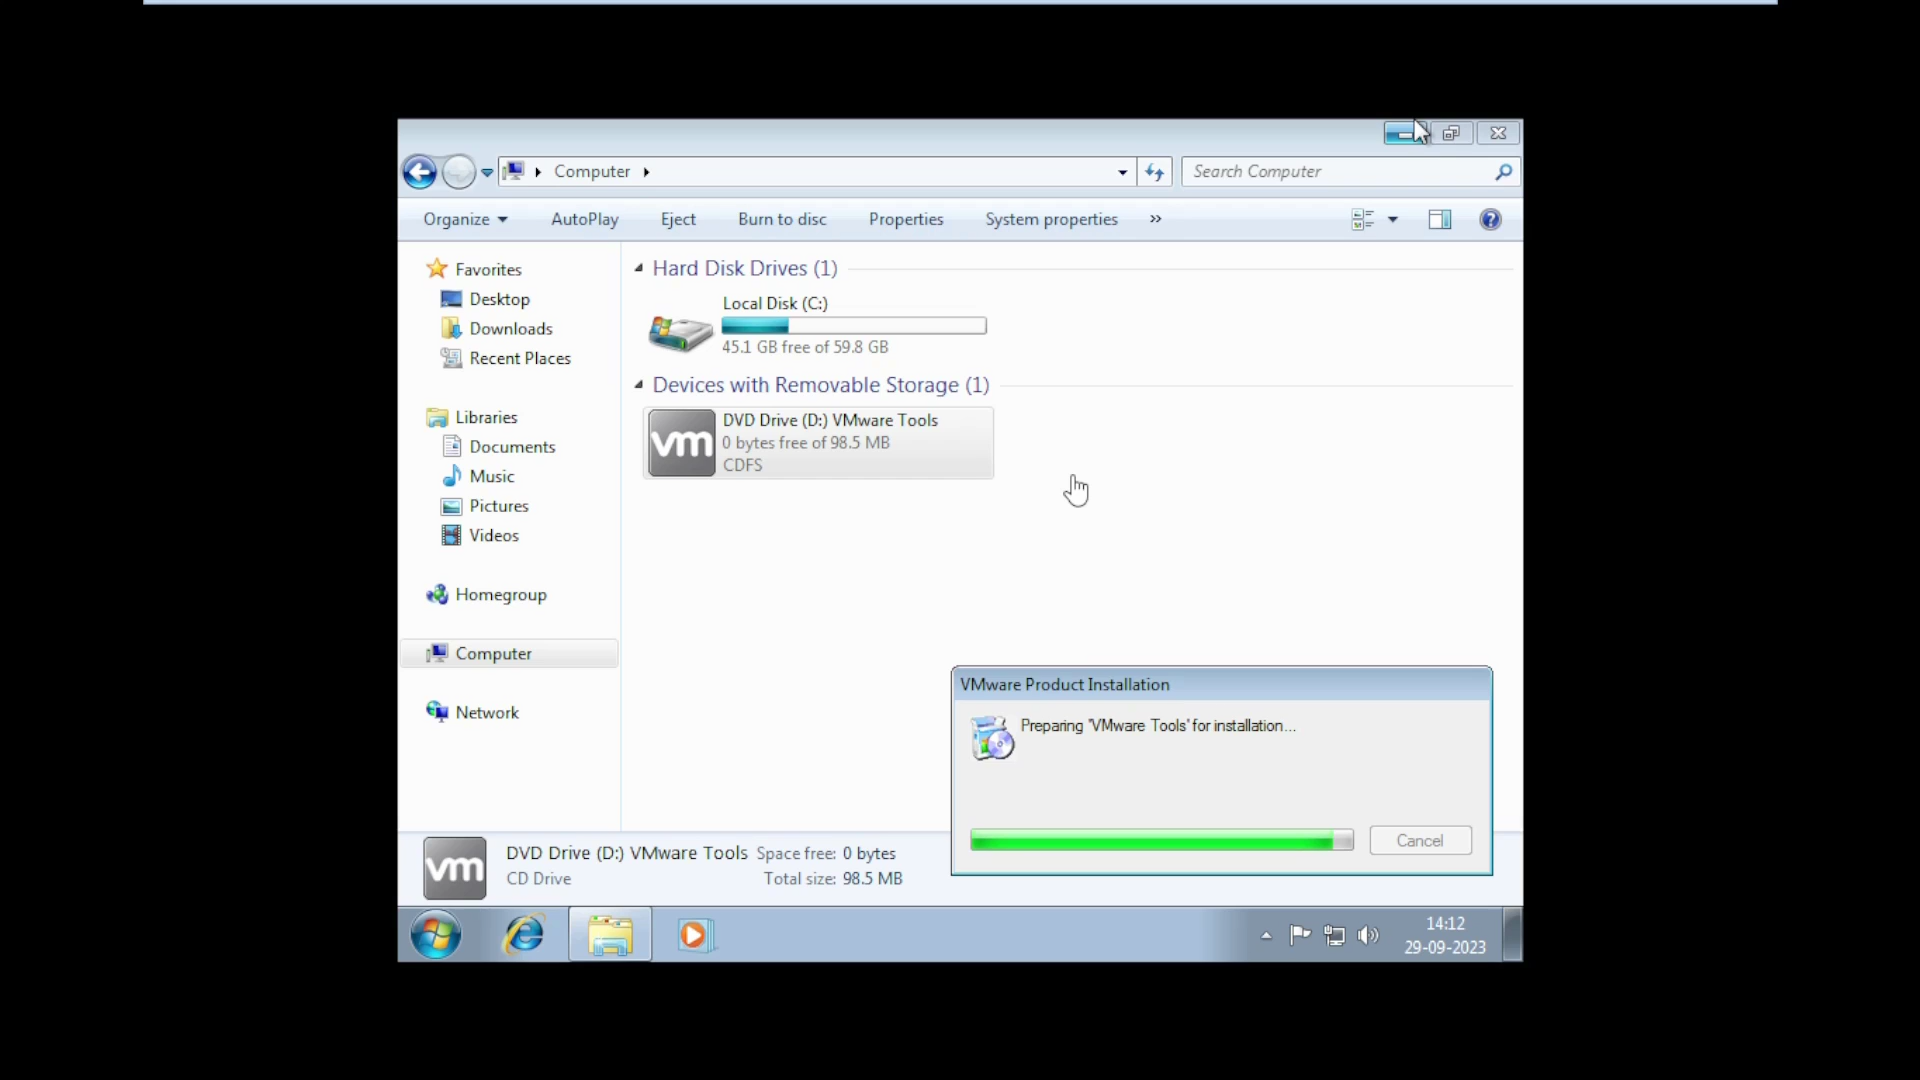 Computer
Search Computer
Organize
AutoPlay
Eject
Burn to disc
Properties
System properties
»
Favorites
Desktop
Downloads
Recent Places
Libraries
Documents
Music
Pictures
Videos
Homegroup
Computer
Network
Hard Disk Drives (1)
Local Disk (C:)
45.1 GB free of 59.8 GB
Devices with Removable Storage (1)
vm
DVD Drive (D:) VMware Tools
0 bytes free of 98.5 MB
CDFS
VMware Product Installation
Preparing 'VMware Tools' for installation...
Cancel
vm
DVD Drive (D:) VMware Tools Space free: 0 bytes
CD Drive Total size: 98.5 MB
14:12
29-09-2023